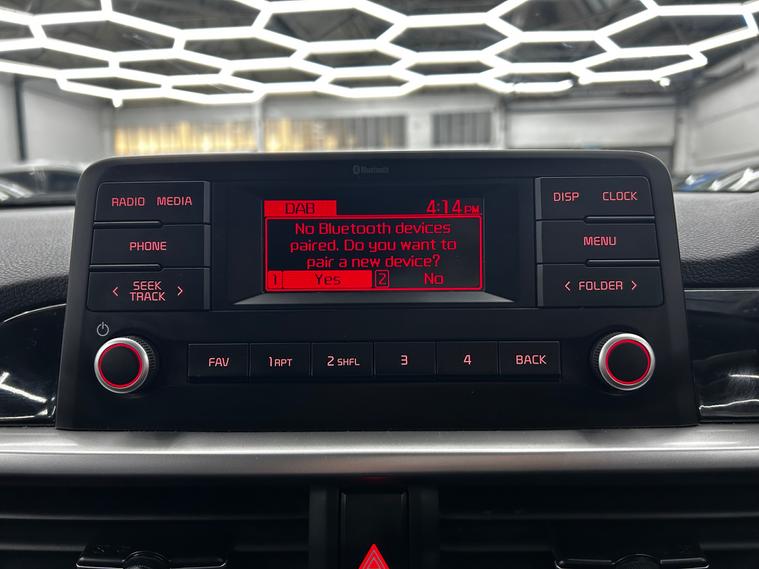 Bluetooth
RADIO MEDIA
PHONE
< SEEK TRACK >
DAB 4:14 PM
No Bluetooth devices
paired. Do you want to
pair a new device?
1 Yes 2 No
DISP CLOCK
MENU
< FOLDER >
FAV 1 RPT 2 SHFL 3 4 BACK